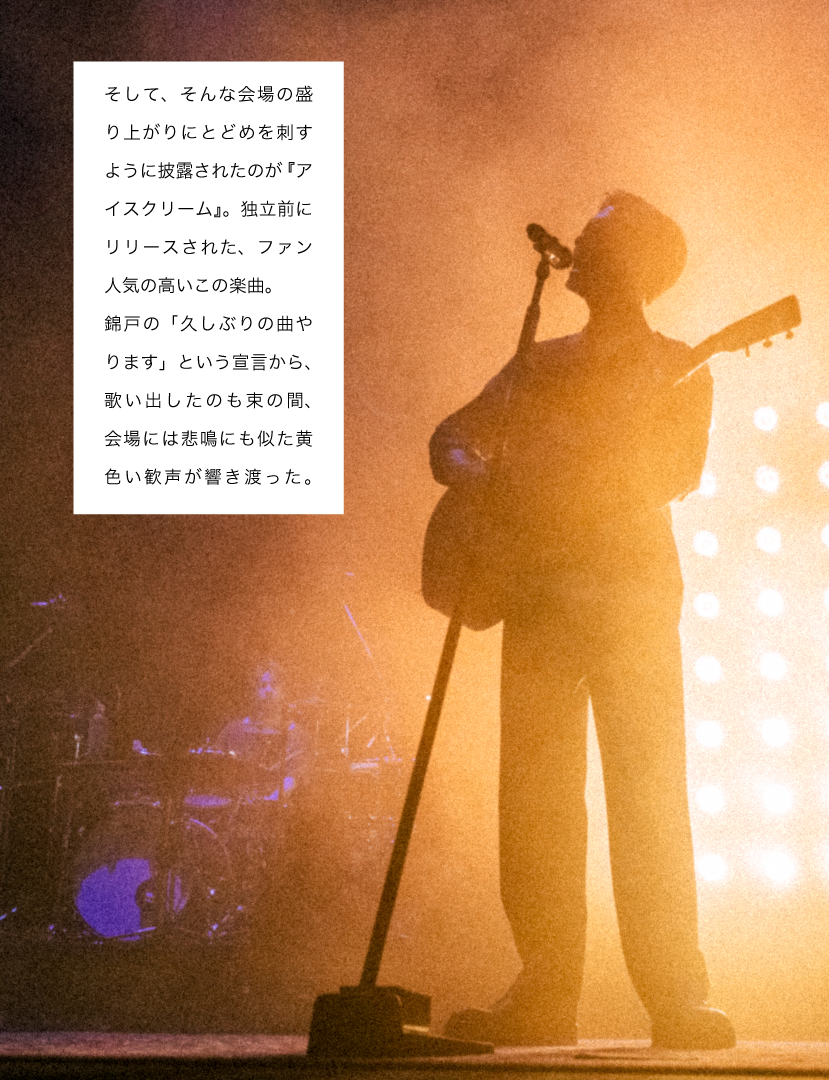 そして、そんな会場の盛
り上がりにとどめを刺す
ように披露されたのが『ア
イスクリーム』。独立前に
リリースされた、ファン
人気の高いこの楽曲。
錦戸の「久しぶりの曲や
ります」という宣言から、
歌い出したのも束の間、
会場には悲鳴にも似た黄
色い歓声が響き渡った。